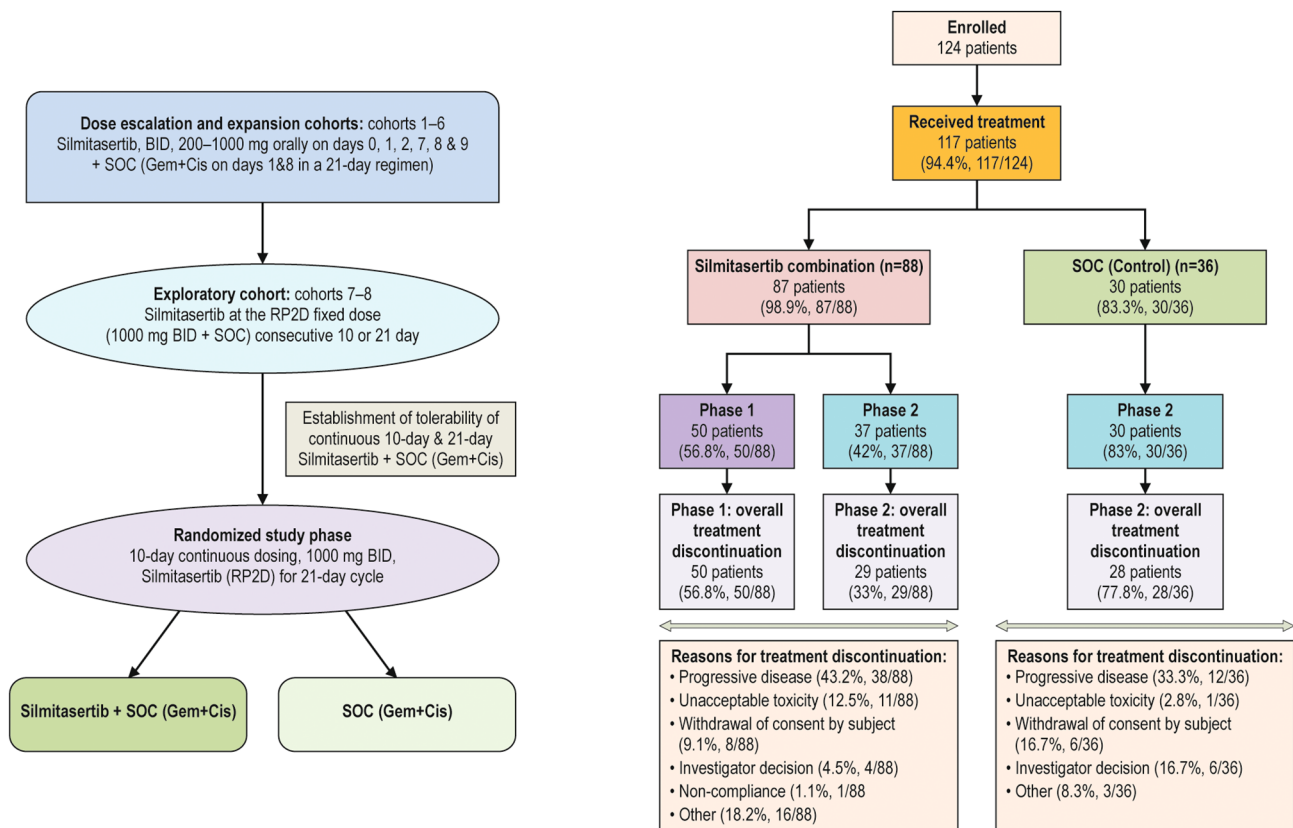 Dose escalation and expansion cohorts: cohorts 1–6
Silmitasertib, BID, 200–1000 mg orally on days 0, 1, 2, 7, 8 & 9
+ SOC (Gem+Cis on days 1&8 in a 21-day regimen)
Exploratory cohort: cohorts 7–8
Silmitasertib at the RP2D fixed dose
(1000 mg BID + SOC) consecutive 10 or 21 day
Establishment of tolerability of
continuous 10-day & 21-day
Silmitasertib + SOC (Gem+Cis)
Randomized study phase
10-day continuous dosing, 1000 mg BID,
Silmitasertib (RP2D) for 21-day cycle
Silmitasertib + SOC (Gem+Cis)
SOC (Gem+Cis)
Enrolled
124 patients
Received treatment
117 patients
(94.4%, 117/124)
Silmitasertib combination (n=88)
87 patients
(98.9%, 87/88)
SOC (Control) (n=36)
30 patients
(83.3%, 30/36)
Phase 1
50 patients
(56.8%, 50/88)
Phase 2
37 patients
(42%, 37/88)
Phase 2
30 patients
(83%, 30/36)
Phase 1: overall
treatment
discontinuation
50 patients
(56.8%, 50/88)
Phase 2: overall
treatment
discontinuation
29 patients
(33%, 29/88)
Phase 2: overall
treatment
discontinuation
28 patients
(77.8%, 28/36)
Reasons for treatment discontinuation:
• Progressive disease (43.2%, 38/88)
• Unacceptable toxicity (12.5%, 11/88)
• Withdrawal of consent by subject
(9.1%, 8/88)
• Investigator decision (4.5%, 4/88)
• Non-compliance (1.1%, 1/88
• Other (18.2%, 16/88)
Reasons for treatment discontinuation:
• Progressive disease (33.3%, 12/36)
• Unacceptable toxicity (2.8%, 1/36)
• Withdrawal of consent by subject
(16.7%, 6/36)
• Investigator decision (16.7%, 6/36)
• Other (8.3%, 3/36)